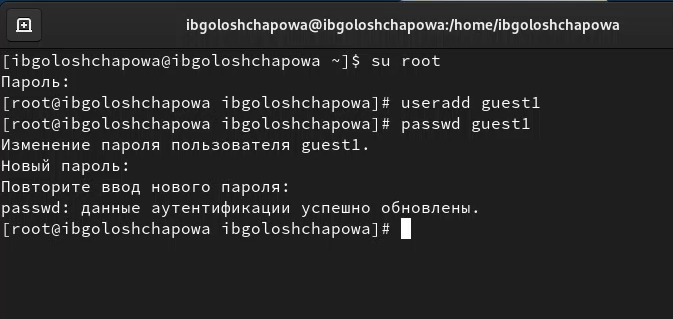 ibgoloshchapowa@ibgoloshchapowa:/home/ibgoloshchapowa
[ibgoloshchapowa@ibgoloshchapowa ~]$ su root
Пароль:
[root@ibgoloshchapowa ibgoloshchapowa]# useradd guest1
[root@ibgoloshchapowa ibgoloshchapowa]# passwd guest1
Изменение пароля пользователя guest1.
Новый пароль:
Повторите ввод нового пароля:
passwd: данные аутентификации успешно обновлены.
[root@ibgoloshchapowa ibgoloshchapowa]#